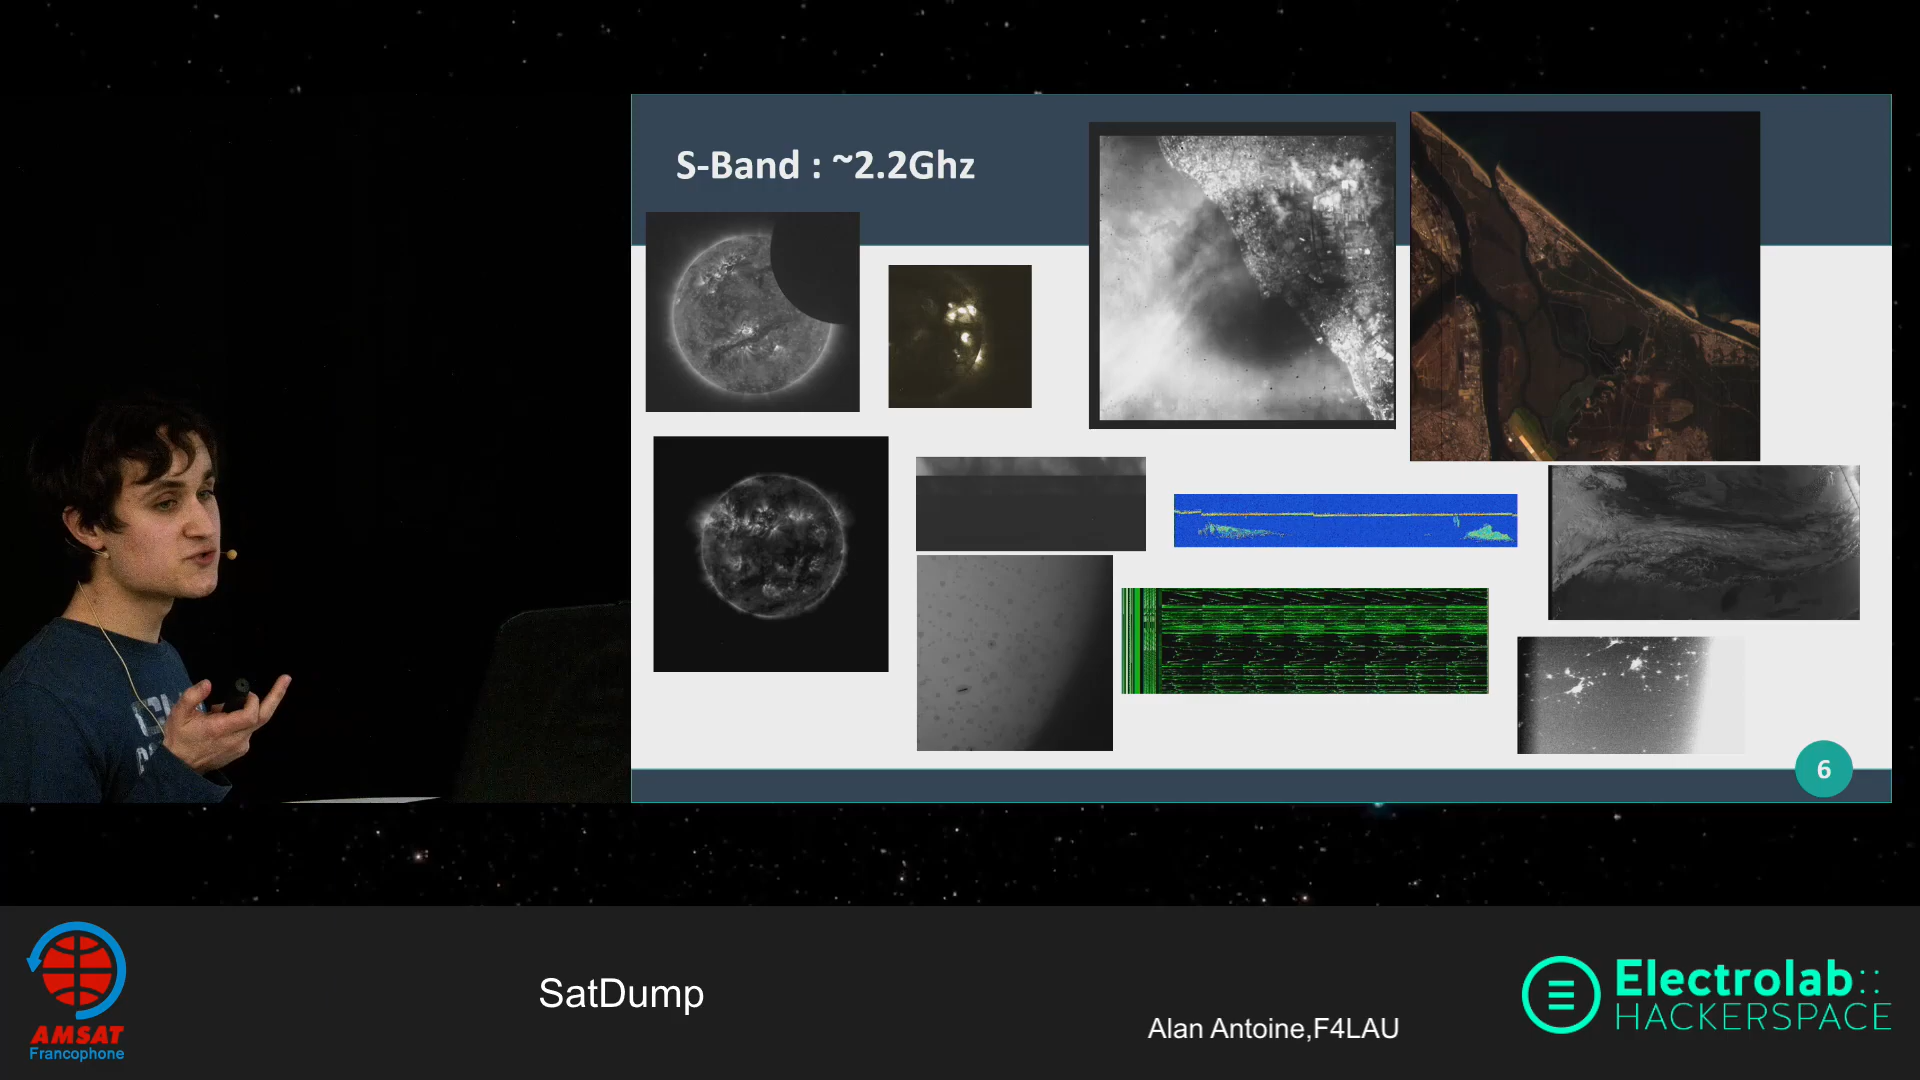 S-Band : ~2.2Ghz
6
AMSAT
Francophone
SatDump
Alan Antoine,F4LAU
Electrolab::
HACKERSPACE